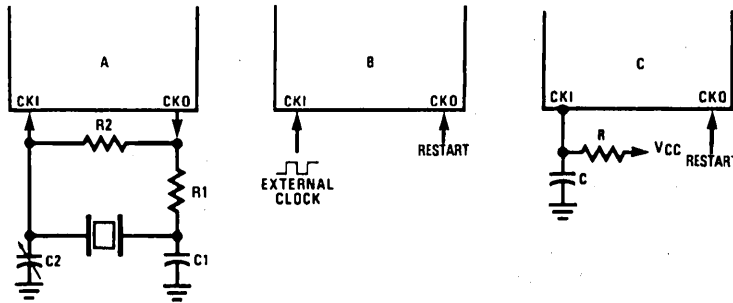 A
CKI
CKO
R2
R1
C2
C1
B
CKI
CKO
EXTERNAL
CLOCK
RESTART
C
CKI
CKO
R
VCC
C
RESTART